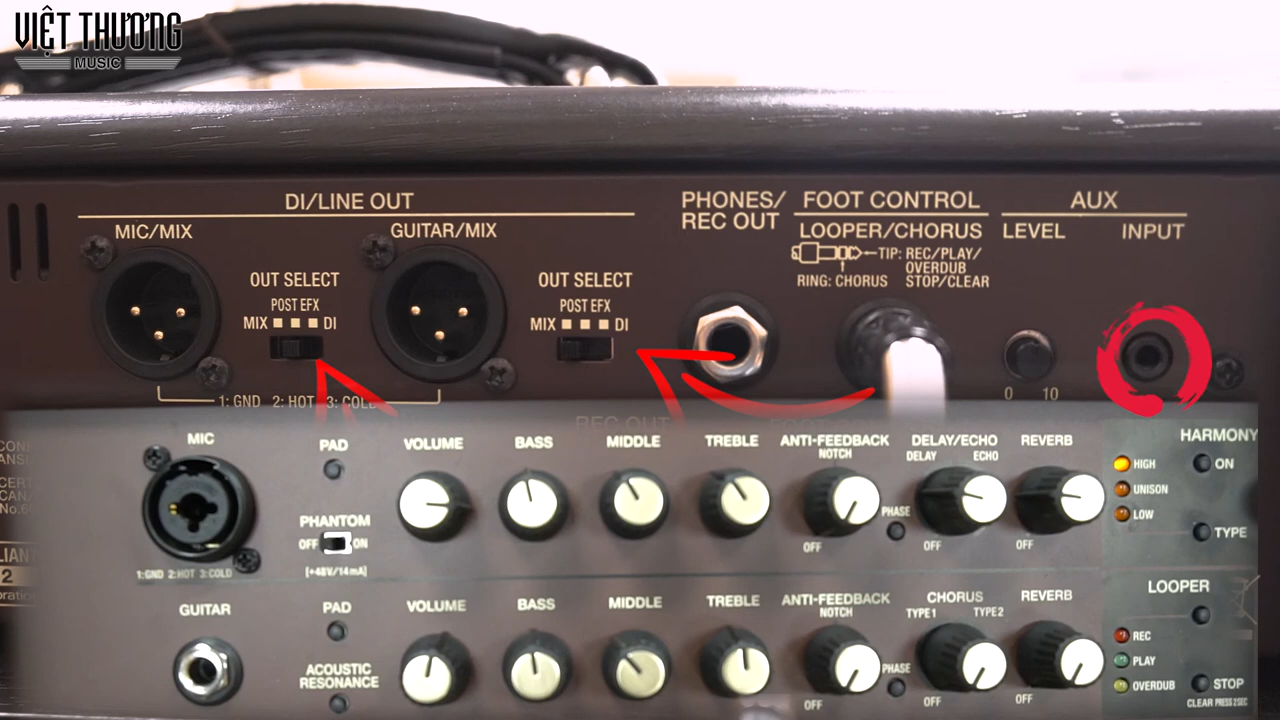 VIỆT THƯƠNG
MUSIC
DI/LINE OUT
MIC/MIX
GUITAR/MIX
OUT SELECT
POST EFX
MIX DI
OUT SELECT
POST EFX
MIX DI
1: GND 2: HOT 3: COLD
PHONES/
REC OUT
FOOT CONTROL
LOOPER/CHORUS
TIP: REC/PLAY/
OVERDUB
RING: CHORUS STOP/CLEAR
AUX
LEVEL INPUT
0 10
REC OUT
MIC
PAD
VOLUME
BASS
MIDDLE
TREBLE
ANTI-FEEDBACK
NOTCH
DELAY/ECHO
DELAY ECHO
REVERB
HARMONY
HIGH
ON
UNISON
LOW
TYPE
PHANTOM
OFF ON
[+48V/14mA]
PHASE
OFF
OFF
OFF
1:GND 2:HOT 3:COLD
GUITAR
PAD
VOLUME
BASS
MIDDLE
TREBLE
ANTI-FEEDBACK
NOTCH
CHORUS
TYPE1 TYPE2
REVERB
LOOPER
REC
PLAY
OVERDUB
STOP
CLEAR PRESS 2SEC
ACOUSTIC
RESONANCE
PHASE
OFF
OFF
OFF